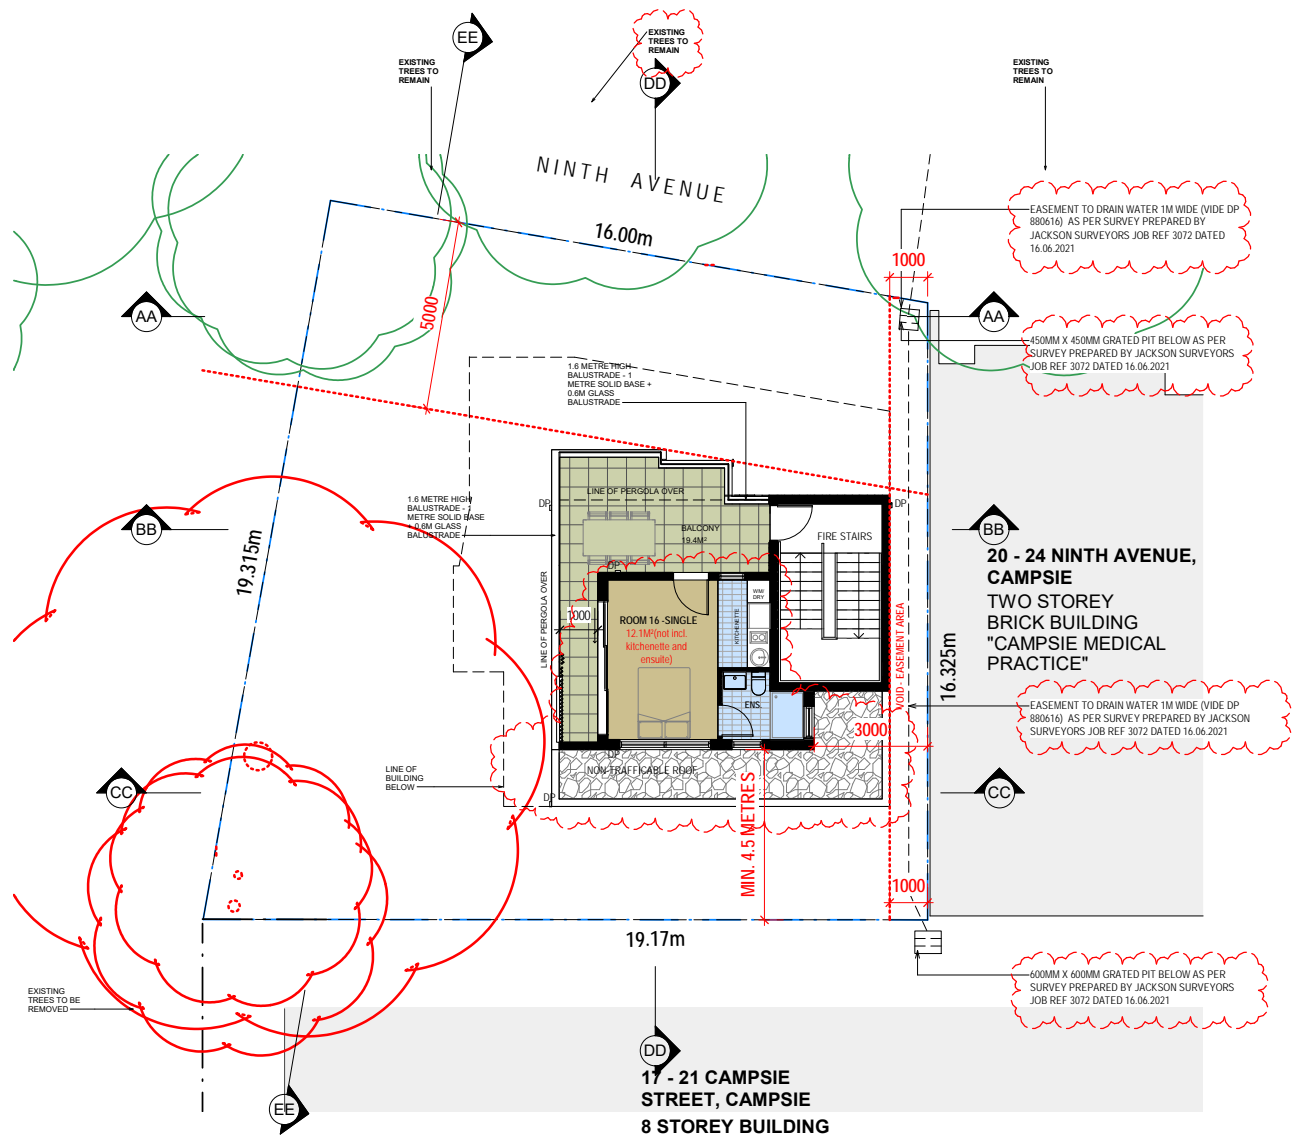 EE
EXISTING
TREES TO
REMAIN
EXISTING
TREES TO
REMAIN
DD
EXISTING
TREES TO
REMAIN
NINTH AVENUE
16.00m
EASEMENT TO DRAIN WATER 1M WIDE (VIDE DP
880616) AS PER SURVEY PREPARED BY
JACKSON SURVEYORS JOB REF 3072 DATED
16.06.2021
1000
5000
AA
AA
450MM X 450MM GRATED PIT BELOW AS PER
SURVEY PREPARED BY JACKSON SURVEYORS
JOB REF 3072 DATED 16.06.2021
1.6 METRE HIGH
BALUSTRADE - 1
METRE SOLID BASE +
0.6M GLASS
BALUSTRADE
1.6 METRE HIGH
BALUSTRADE - 1
METRE SOLID BASE
+ 0.6M GLASS
BALUSTRADE
LINE OF PERGOLA OVER
DP
DP
BB
BB
BALCONY
19.4M²
FIRE STAIRS
20 - 24 NINTH AVENUE,
CAMPSIE
TWO STOREY
BRICK BUILDING
"CAMPSIE MEDICAL
PRACTICE"
19.315m
DP
LINE OF PERGOLA OVER
1000
ROOM 16 -SINGLE
12.1M²(not incl.
kitchenette and
ensuite)
KITCHENETTE
WM/
DRY
VOID - EASEMENT AREA
16.325m
ENS.
EASEMENT TO DRAIN WATER 1M WIDE (VIDE DP
880616) AS PER SURVEY PREPARED BY JACKSON
SURVEYORS JOB REF 3072 DATED 16.06.2021
3000
DP
NON-TRAFFICABLE ROOF
LINE OF
BUILDING
BELOW
DP
CC
CC
MIN. 4.5 METRES
1000
19.17m
600MM X 600MM GRATED PIT BELOW AS PER
SURVEY PREPARED BY JACKSON SURVEYORS
JOB REF 3072 DATED 16.06.2021
EXISTING
TREES TO BE
REMOVED
DD
17 - 21 CAMPSIE
STREET, CAMPSIE
8 STOREY BUILDING
EE